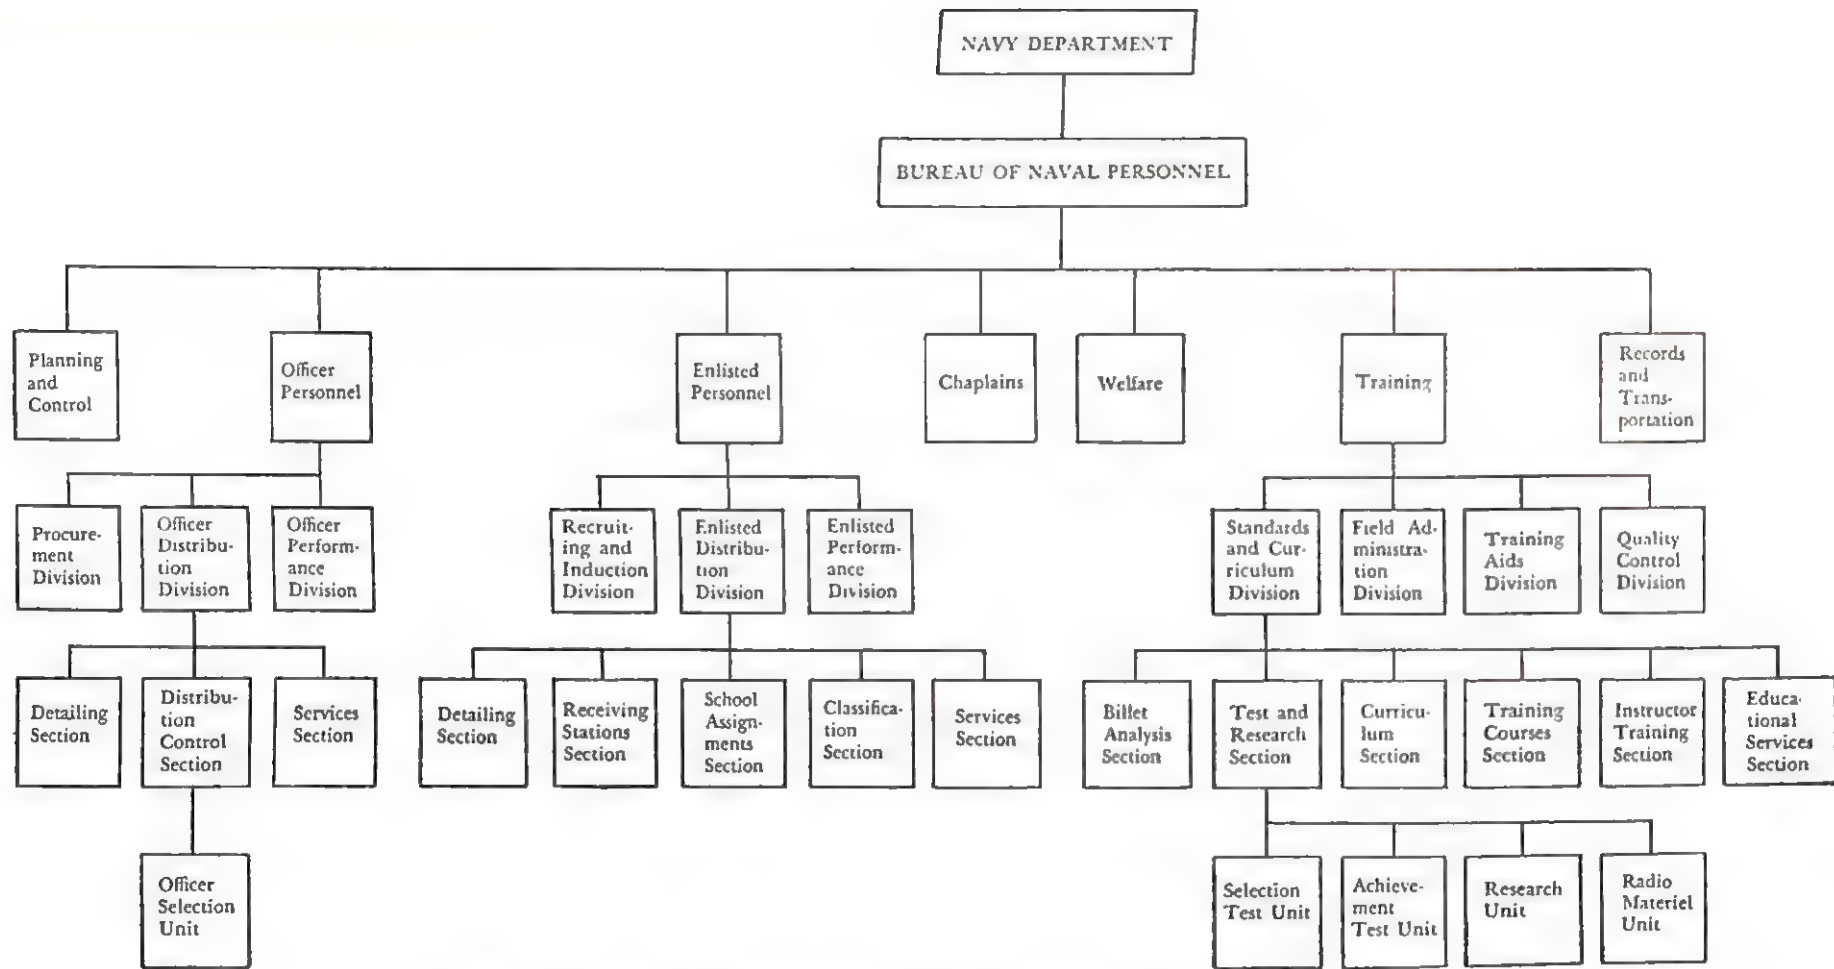 NAVY DEPARTMENT
BUREAU OF NAVAL PERSONNEL
Planning
and
Control
Officer
Personnel
Enlisted
Personnel
Chaplains
Welfare
Training
Records
and
Trans-
portation
Procure-
ment
Division
Officer
Distribu-
tion
Division
Officer
Perform-
ance
Division
Recruit-
ing and
Induction
Division
Enlisted
Distribu-
tion
Division
Enlisted
Perform-
ance
Division
Standards
and Cur-
riculum
Division
Field Ad-
ministra-
tion
Division
Training
Aids
Division
Quality
Control
Division
Detailing
Section
Distribu-
tion
Control
Section
Services
Section
Detailing
Section
Receiving
Stations
Section
School
Assign-
ments
Section
Classifica-
tion
Section
Services
Section
Billet
Analysis
Section
Test and
Research
Section
Curricu-
lum
Section
Training
Courses
Section
Instructor
Training
Section
Educa-
tional
Services
Section
Officer
Selection
Unit
Selection
Test Unit
Achieve-
ment
Test Unit
Research
Unit
Radio
Materiel
Unit